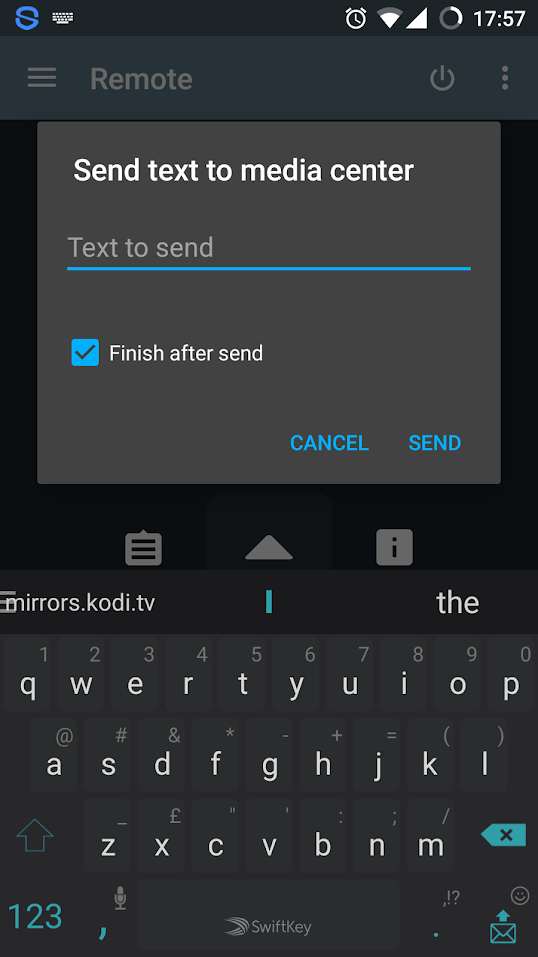 17:57
Remote
Send text to media center
Text to send
Finish after send
CANCEL SEND
mirrors.kodi.tv I the
1 2 3 4 5 6 7 8 9 0
q w e r t y u i o p
@ # & * - + = ( )
a s d f g h j k l
_ £ " ' : ; /
z x c v b n m
,!?
123 , SwiftKey .